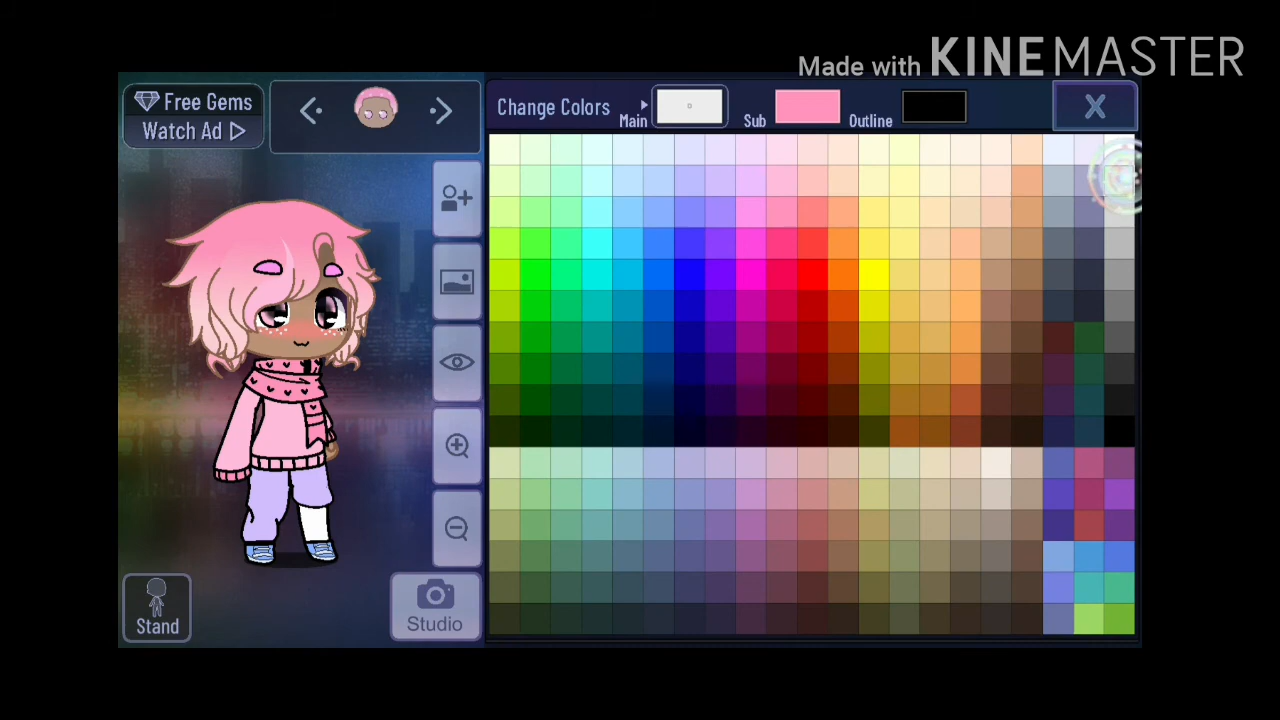 Made with KINEMASTER
Free Gems
Watch Ad
Change Colors
Main
Sub
Outline
X
Stand
Studio